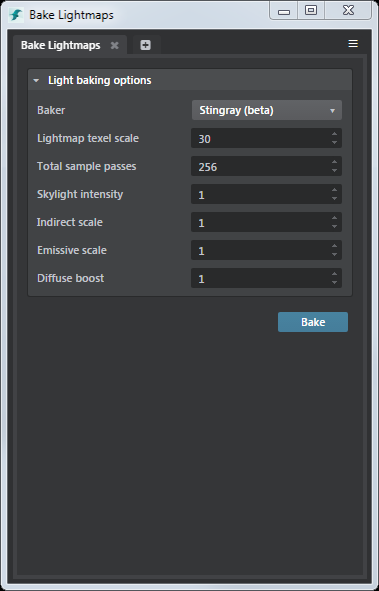 Bake Lightmaps
Bake Lightmaps
Light baking options
Baker Stingray (beta)
Lightmap texel scale 30
Total sample passes 256
Skylight intensity 1
Indirect scale 1
Emissive scale 1
Diffuse boost 1
Bake